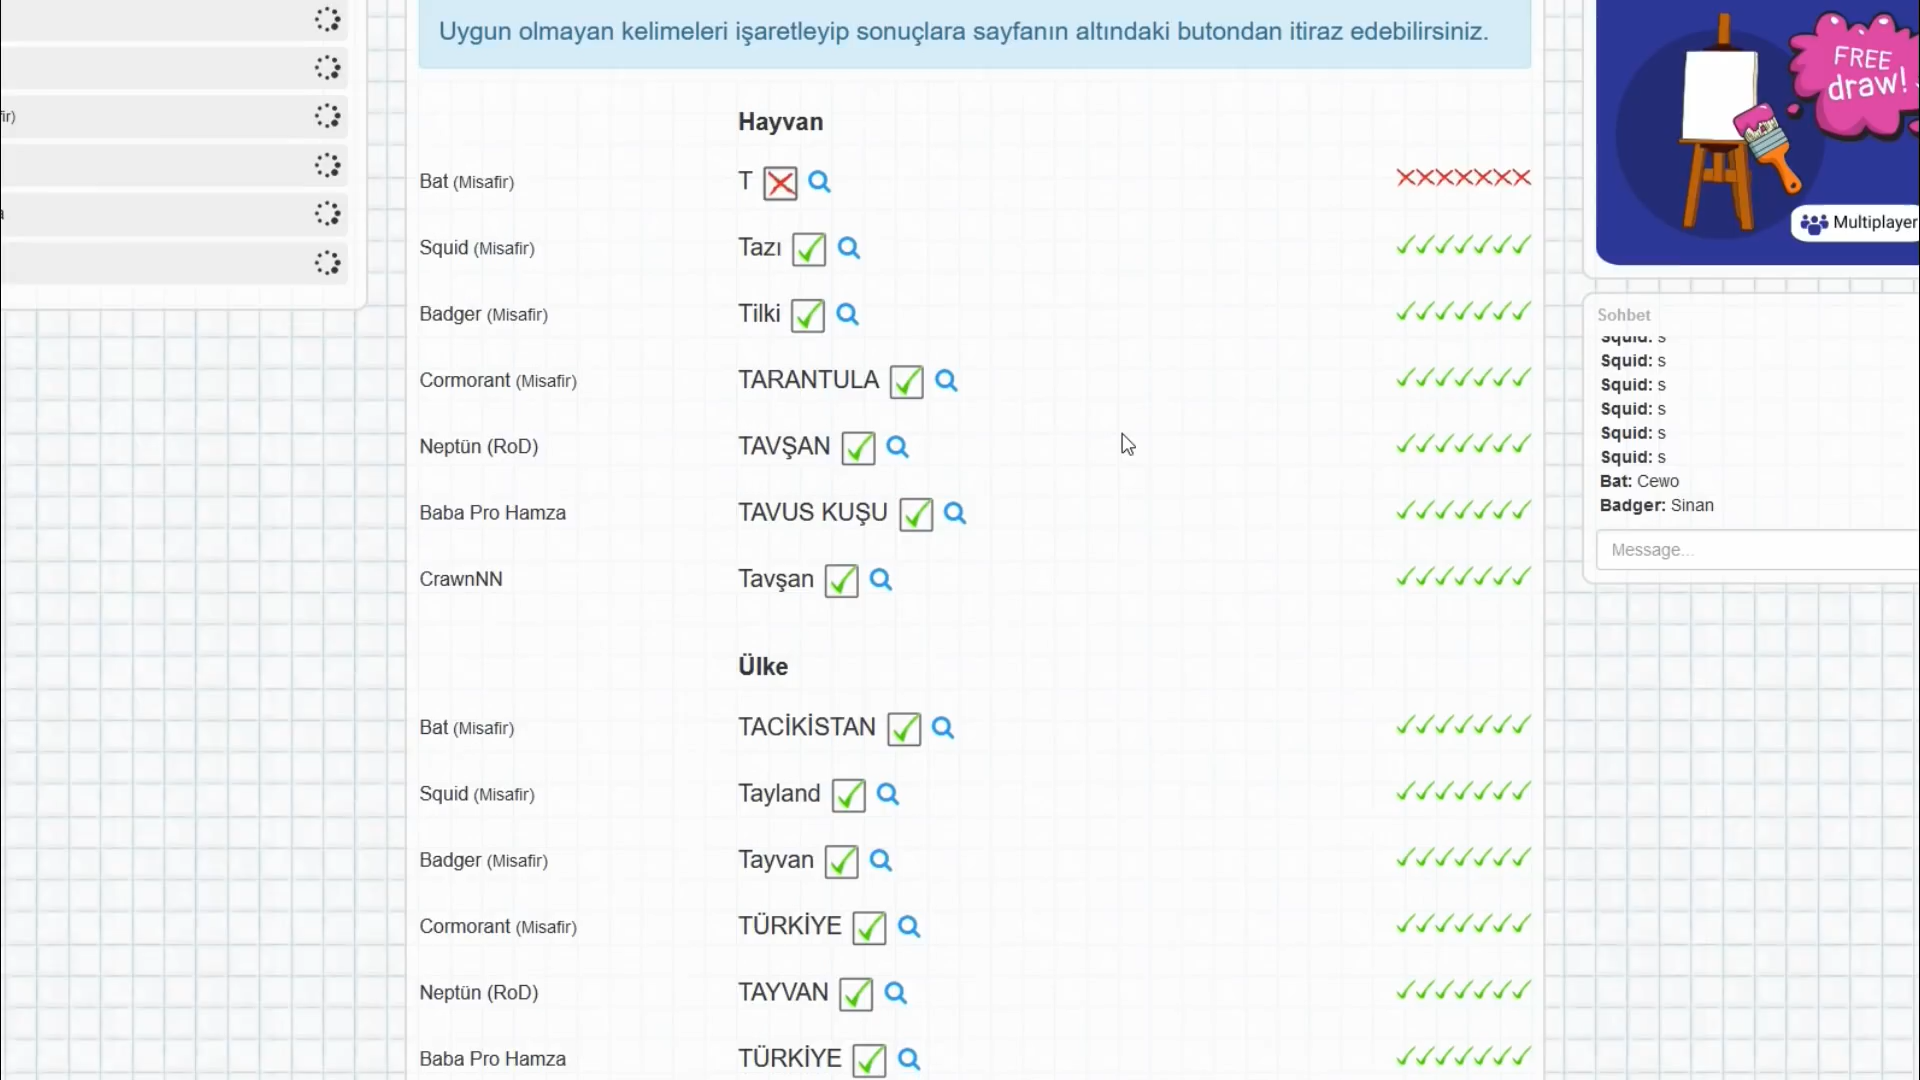 ir)
a
Uygun olmayan kelimeleri işaretleyip sonuçlara sayfanın altındaki butondan itiraz edebilirsiniz.
Hayvan
Bat (Misafir) T
Squid (Misafir) Tazı
Badger (Misafir) Tilki
Cormorant (Misafir) TARANTULA
Neptün (RoD) TAVŞAN
Baba Pro Hamza TAVUS KUŞU
CrawnNN Tavşan
Ülke
Bat (Misafir) TACİKİSTAN
Squid (Misafir) Tayland
Badger (Misafir) Tayvan
Cormorant (Misafir) TÜRKİYE
Neptün (RoD) TAYVAN
Baba Pro Hamza TÜRKİYE
FREE
draw!
Multiplayer
Sohbet
Squid: s
Squid: s
Squid: s
Squid: s
Squid: s
Squid: s
Bat: Cewo
Badger: Sinan
Message...